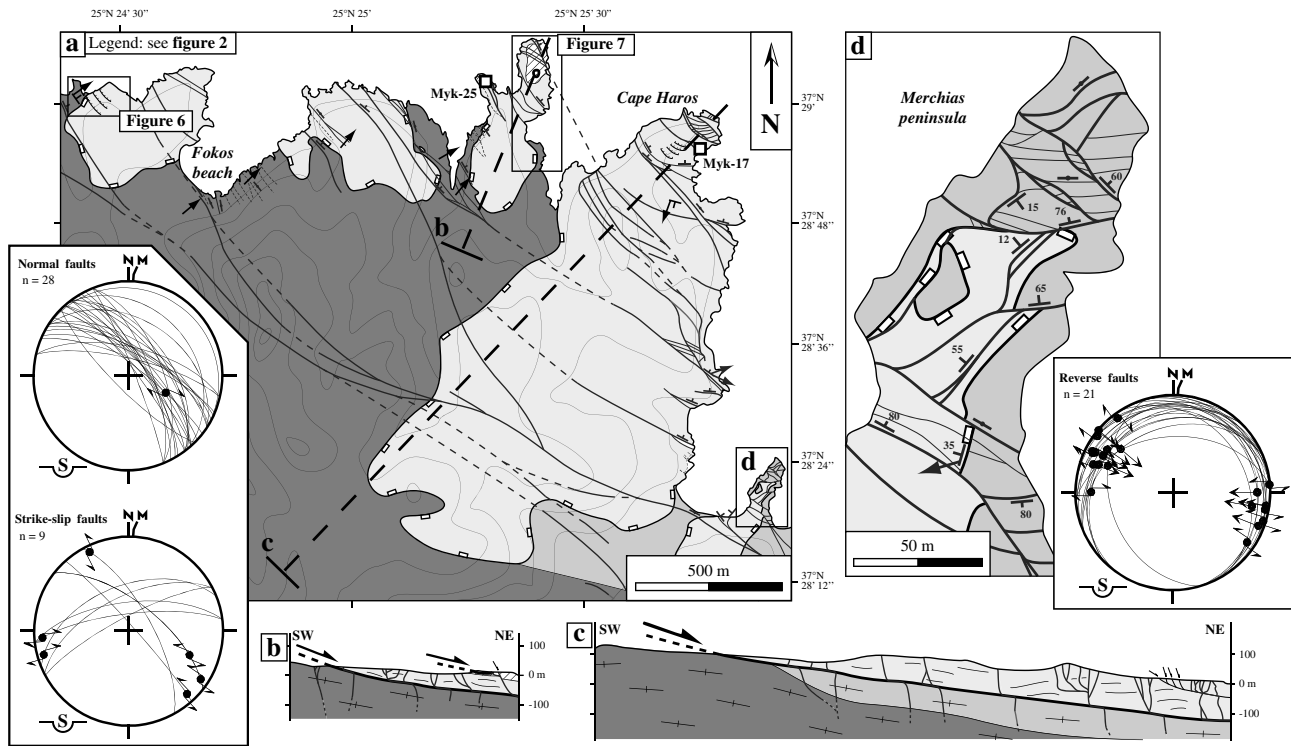 25°N 24' 30''
25°N 25'
25°N 25' 30''
a
Legend: see figure 2
Figure 7
Myk-25
Cape Haros
N
37°N
29'
Figure 6
Fokos
beach
Myk-17
37°N
28' 48''
b
37°N
28' 36''
37°N
28' 24''
d
c
500 m
37°N
28' 12''
d
Merchias
peninsula
60
15
76
12
65
55
80
35
80
50 m
Normal faults
n = 28
N M
S
Strike-slip faults
n = 9
N M
S
Reverse faults
n = 21
N M
S
b
SW
NE
100
0 m
-100
c
SW
NE
100
0 m
-100